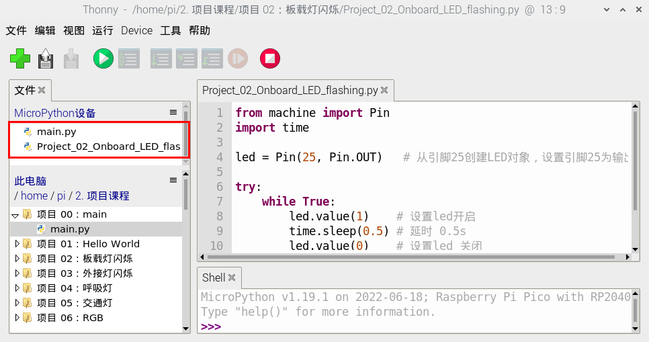 Thonny - /home/pi/2. 项目课程/项目 02：板载灯闪烁/Project_02_Onboard_LED_flashing.py @ 13 : 9
文件 编辑 视图 运行 Device 工具 帮助
文件
MicroPython设备
main.py
Project_02_Onboard_LED_flas
此电脑
/ home / pi / 2. 项目课程
项目 00：main
main.py
项目 01：Hello World
项目 02：板载灯闪烁
项目 03：外接灯闪烁
项目 04：呼吸灯
项目 05：交通灯
项目 06：RGB
Project_02_Onboard_LED_flashing.py
1 from machine import Pin
2 import time
3
4 led = Pin(25, Pin.OUT) # 从引脚25创建LED对象，设置引脚25为输出
5
6 try:
7 while True:
8 led.value(1) # 设置led开启
9 time.sleep(0.5) # 延时 0.5s
10 led.value(0) # 设置led 关闭
Shell
MicroPython v1.19.1 on 2022-06-18; Raspberry Pi Pico with RP2040
Type "help()" for more information.
>>>